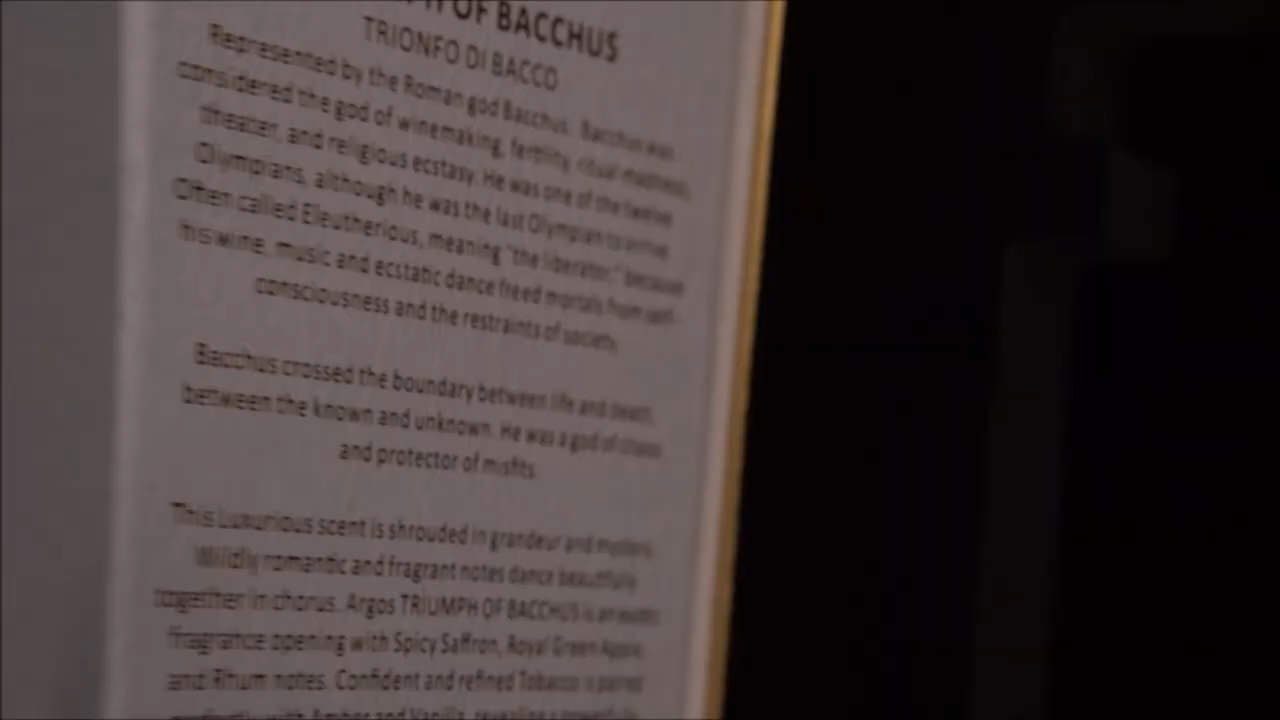 OF BACCHUS
TRIONFO DI BACCO
Represented by the Roman god Bacchus. Bacchus was
considered the god of winemaking, fertility, ritual madness,
theater, and religious ecstasy. He was one of the twelve
Olympians, although he was the last Olympian to arrive.
Often called Eleutherious, meaning "the liberator," because
his wine, music and ecstatic dance freed mortals from self-
consciousness and the restraints of society.
Bacchus crossed the boundary between life and death,
between the known and unknown. He was a god of chaos
and protector of misfits.
This Luxurious scent is shrouded in grandeur and mystery.
Wildly romantic and fragrant notes dance beautifully
together in chorus. Argos TRIUMPH OF BACCHUS is an exotic
fragrance opening with Spicy Saffron, Royal Green Apple,
and Rhum notes. Confident and refined Tobacco is paired
perfectly with Amber and Vanilla, revealing a